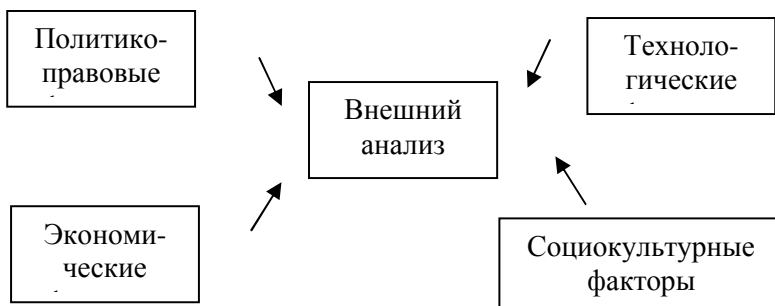 Политико-
правовые
Техноло-
гические
Внешний
анализ
Экономи-
ческие
Социокультурные
факторы